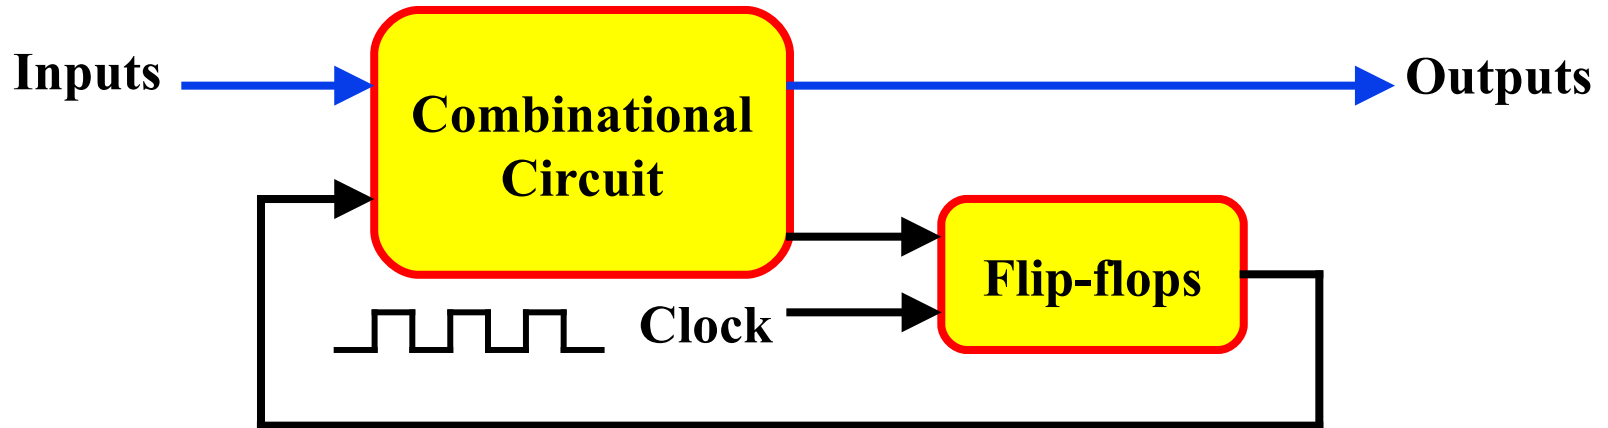 Inputs
Combinational
Circuit
Outputs
Flip-flops
Clock